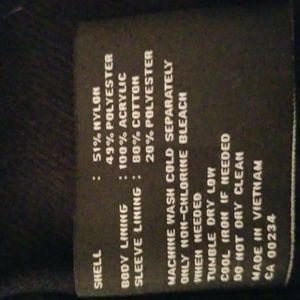 SHELL : 51% NYLON
49% POLYESTER
BODY LINING : 100% ACRYLIC
SLEEVE LINING : 80% COTTON
20% POLYESTER
MACHINE WASH COLD SEPARATELY
ONLY NON-CHLORINE BLEACH
WHEN NEEDED
TUMBLE DRY LOW
COOL IRON IF NEEDED
DO NOT DRY CLEAN
MADE IN VIETNAM
CA 00234